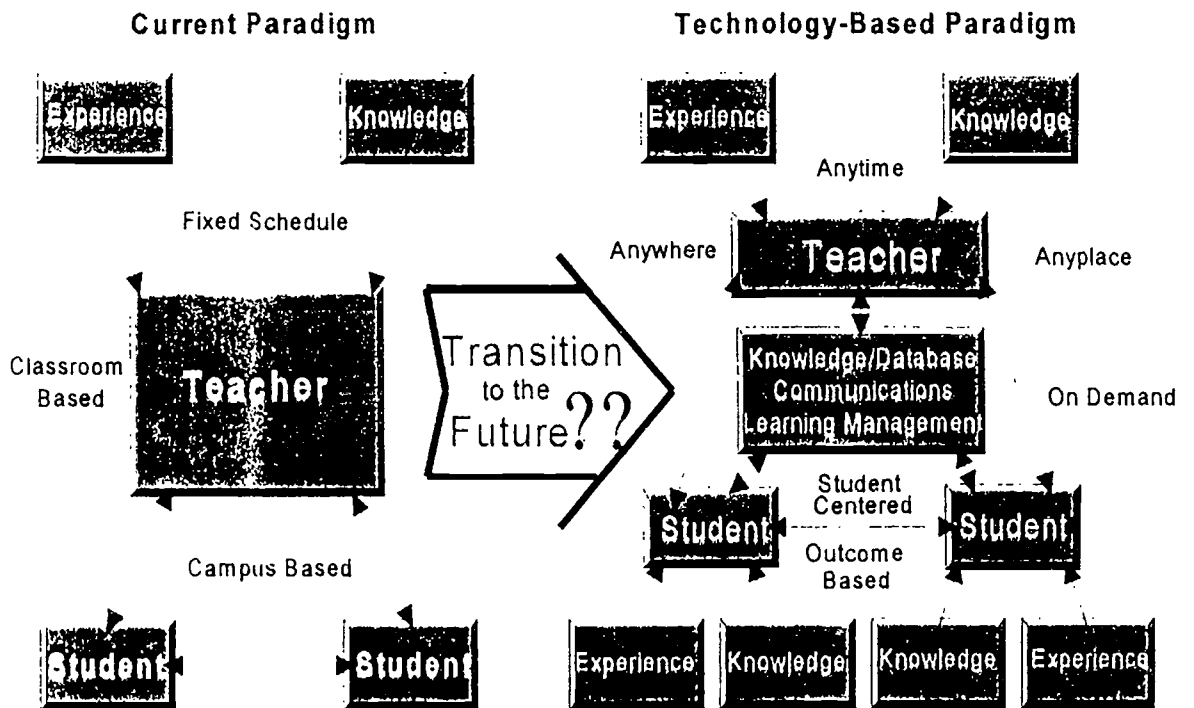 Current Paradigm
Experience
Knowledge
Fixed Schedule
Classroom
Based
Teacher
Campus Based
Student
Student
Transition
to the
Future??
Technology-Based Paradigm
Experience
Knowledge
Anytime
Anywhere
Teacher
Anyplace
Knowledge/Database
Communications
Learning Management
On Demand
Student
Student
Centered
Student
Outcome
Based
Experience
Knowledge
Knowledge
Experience